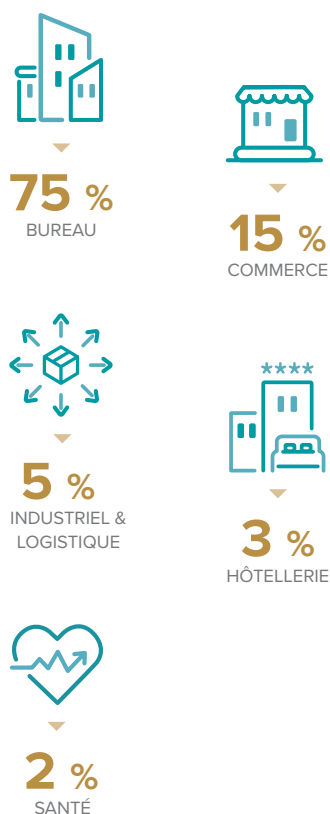 75 %
BUREAU
15 %
COMMERCE
5 %
INDUSTRIEL &
LOGISTIQUE
****
3 %
HÔTELLERIE
2 %
SANTÉ